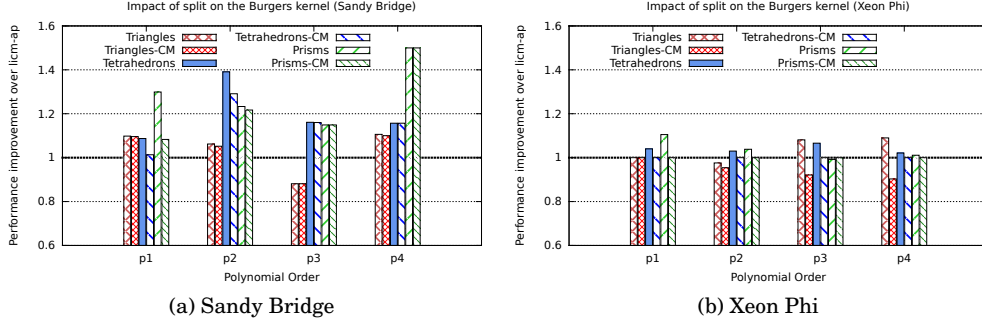 Impact of split on the Burgers kernel (Sandy Bridge)
Performance improvement over licm-ap
1.6
1.4
1.2
1
0.8
0.6
Triangles
Triangles-CM
Tetrahedrons
Tetrahedrons-CM
Prisms
Prisms-CM
p1 p2 p3 p4
Polynomial Order
(a) Sandy Bridge
Impact of split on the Burgers kernel (Xeon Phi)
Performance improvement over licm-ap
1.6
1.4
1.2
1
0.8
0.6
Triangles
Triangles-CM
Tetrahedrons
Tetrahedrons-CM
Prisms
Prisms-CM
p1 p2 p3 p4
Polynomial Order
(b) Xeon Phi